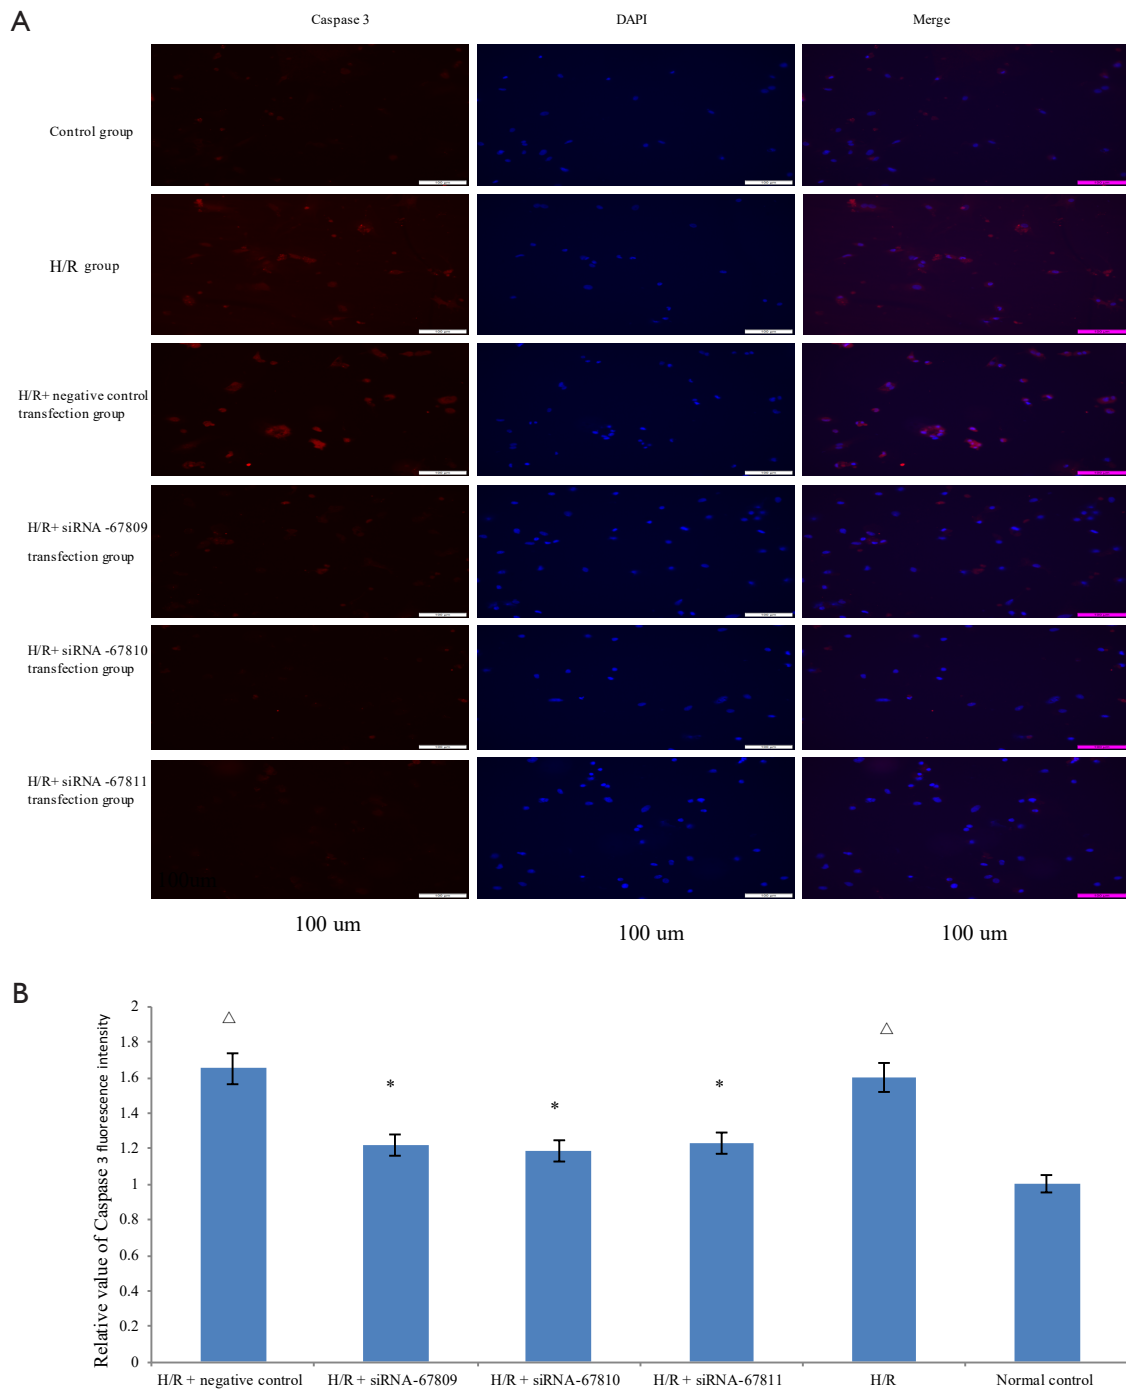 A
Caspase 3
DAPI
Merge
Control group
H/R group
H/R+ negative control
transfection group
H/R+ siRNA -67809
transfection group
H/R+ siRNA -67810
transfection group
H/R+ siRNA -67811
transfection group
100um
100 um
100 um
100 um
B
Relative value of Caspase 3 fluorescence intensity
2
1.8
1.6
1.4
1.2
1
0.8
0.6
0.4
0.2
0
△
*
*
*
△
H/R + negative control
H/R + siRNA-67809
H/R + siRNA-67810
H/R + siRNA-67811
H/R
Normal control